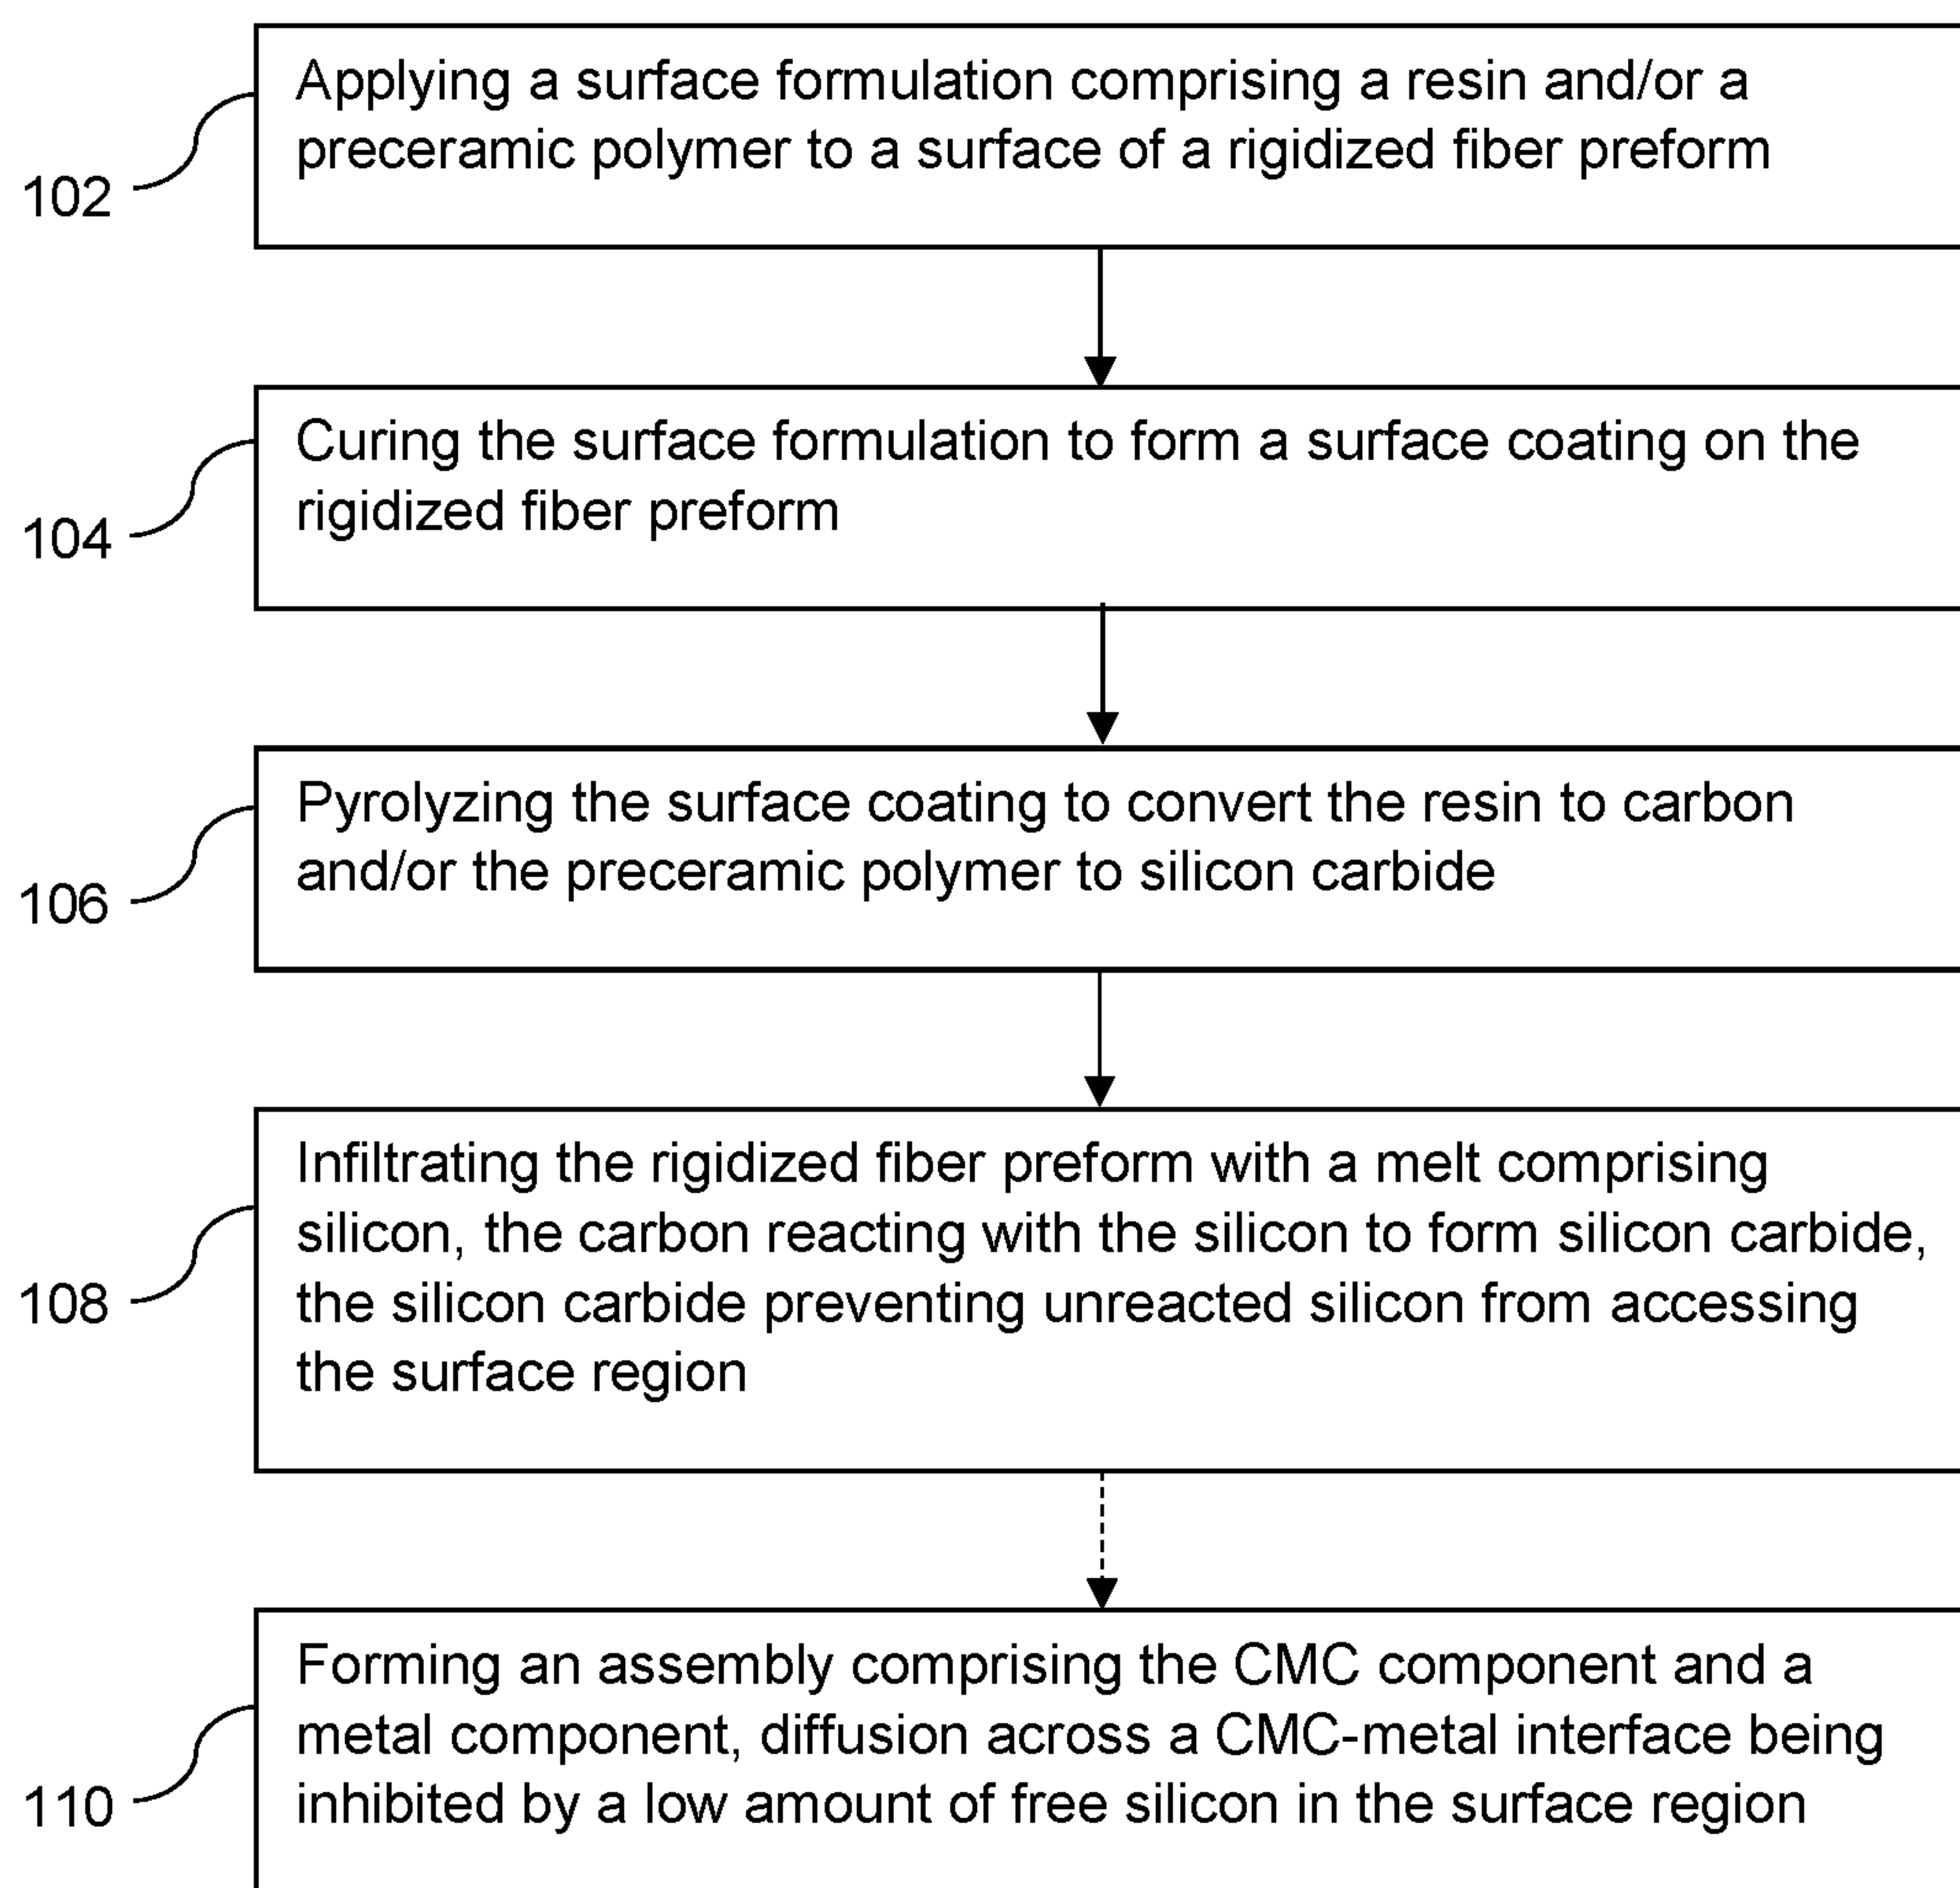 Applying a surface formulation comprising a resin and/or a
preceramic polymer to a surface of a rigidized fiber preform
102
Curing the surface formulation to form a surface coating on the
rigidized fiber preform
104
Pyrolyzing the surface coating to convert the resin to carbon
and/or the preceramic polymer to silicon carbide
106
Infiltrating the rigidized fiber preform with a melt comprising
silicon, the carbon reacting with the silicon to form silicon carbide,
the silicon carbide preventing unreacted silicon from accessing
the surface region
108
Forming an assembly comprising the CMC component and a
metal component, diffusion across a CMC-metal interface being
inhibited by a low amount of free silicon in the surface region
110